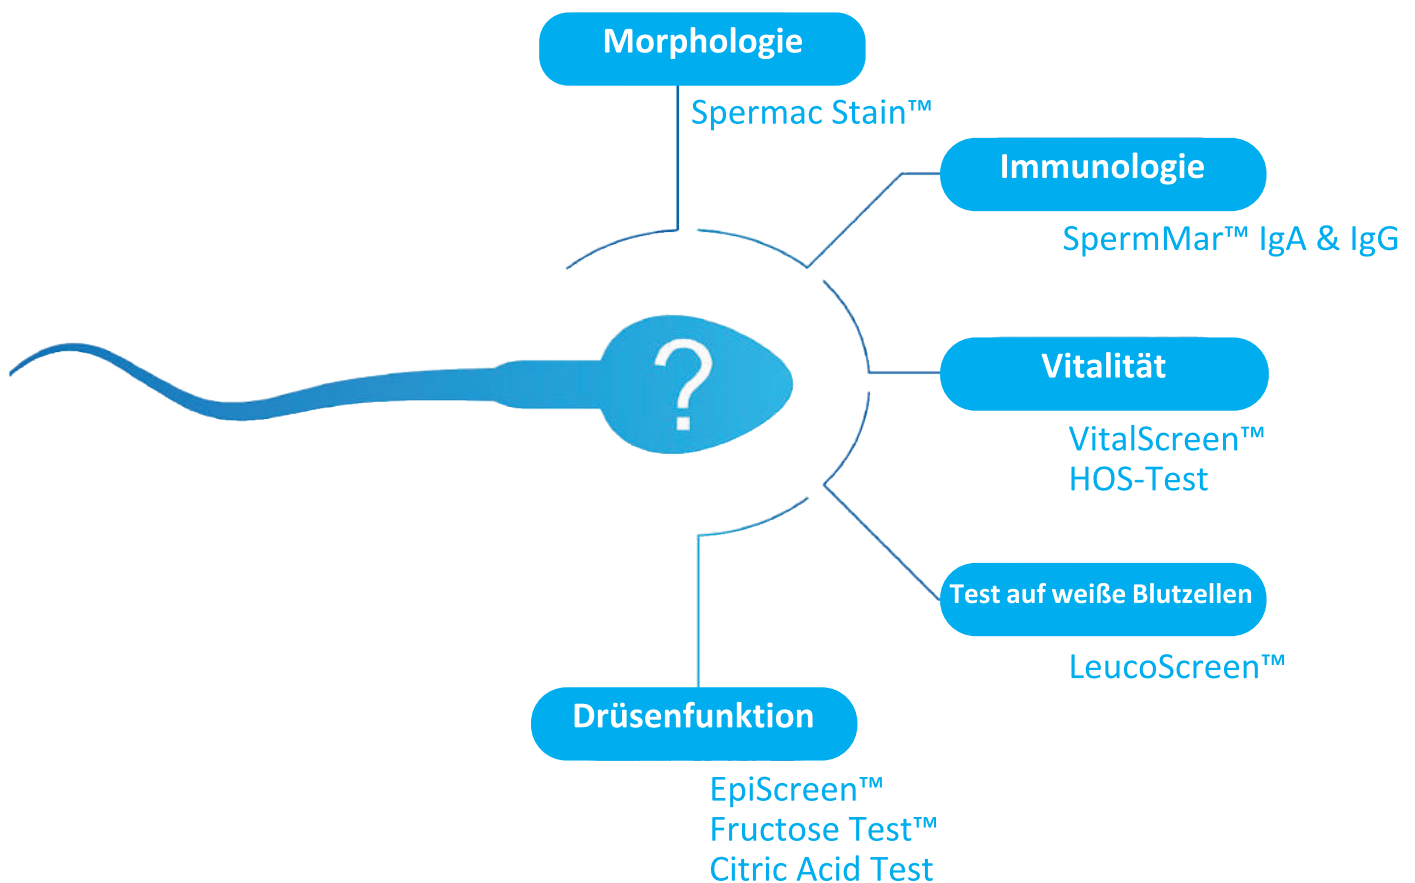 Morphologie
Spermac Stain™
Immunologie
SpermMar™ IgA & IgG
?
Vitalität
VitalScreen™
HOS-Test
Test auf weiße Blutzellen
LeucoScreen™
Drüsenfunktion
EpiScreen™
Fructose Test™
Citric Acid Test